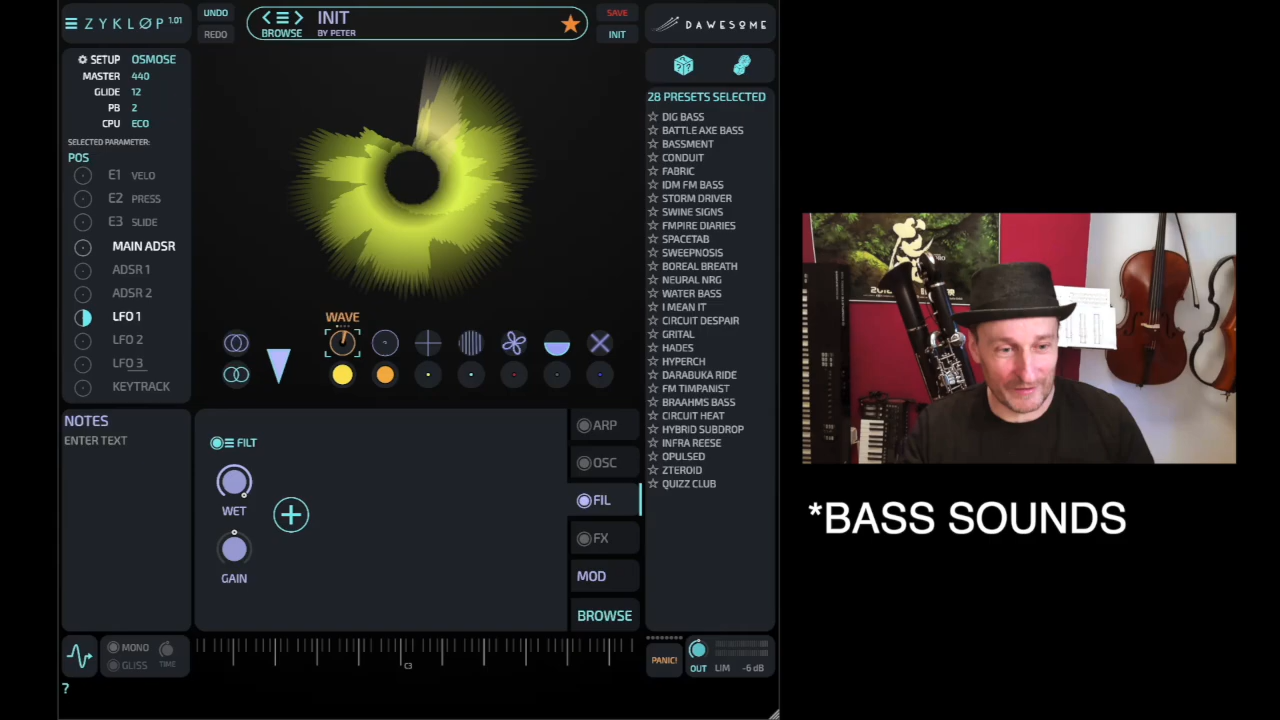 ZYKLØP 1.01
UNDO
REDO
BROWSE
INIT
BY PETER
SAVE
INIT
DAWESOME
SETUP OSMOSE
MASTER 440
GLIDE 12
PB 2
CPU ECO
SELECTED PARAMETER:
POS
E1 VELO
E2 PRESS
E3 SLIDE
MAIN ADSR
ADSR 1
ADSR 2
LFO 1
LFO 2
LFO 3
KEYTRACK
NOTES
ENTER TEXT
WAVE
FILT
WET
GAIN
ARP
OSC
FIL
FX
MOD
BROWSE
28 PRESETS SELECTED
DIG BASS
BATTLE AXE BASS
BASSMENT
CONDUIT
FABRIC
IDM FM BASS
STORM DRIVER
SWINE SIGNS
FMPIRE DIARIES
SPACETAB
SWEEPNOSIS
BOREAL BREATH
NEURAL NRG
WATER BASS
I MEAN IT
CIRCUIT DESPAIR
GRITAL
HADES
HYPERCH
DARABUKA RIDE
FM TIMPANIST
BRAAHMS BASS
CIRCUIT HEAT
HYBRID SUBDROP
INFRA REESE
OPULSED
ZTEROID
QUIZZ CLUB
MONO
GLISS
TIME
C3
PANIC!
OUT LIM -6 dB
?
*BASS SOUNDS